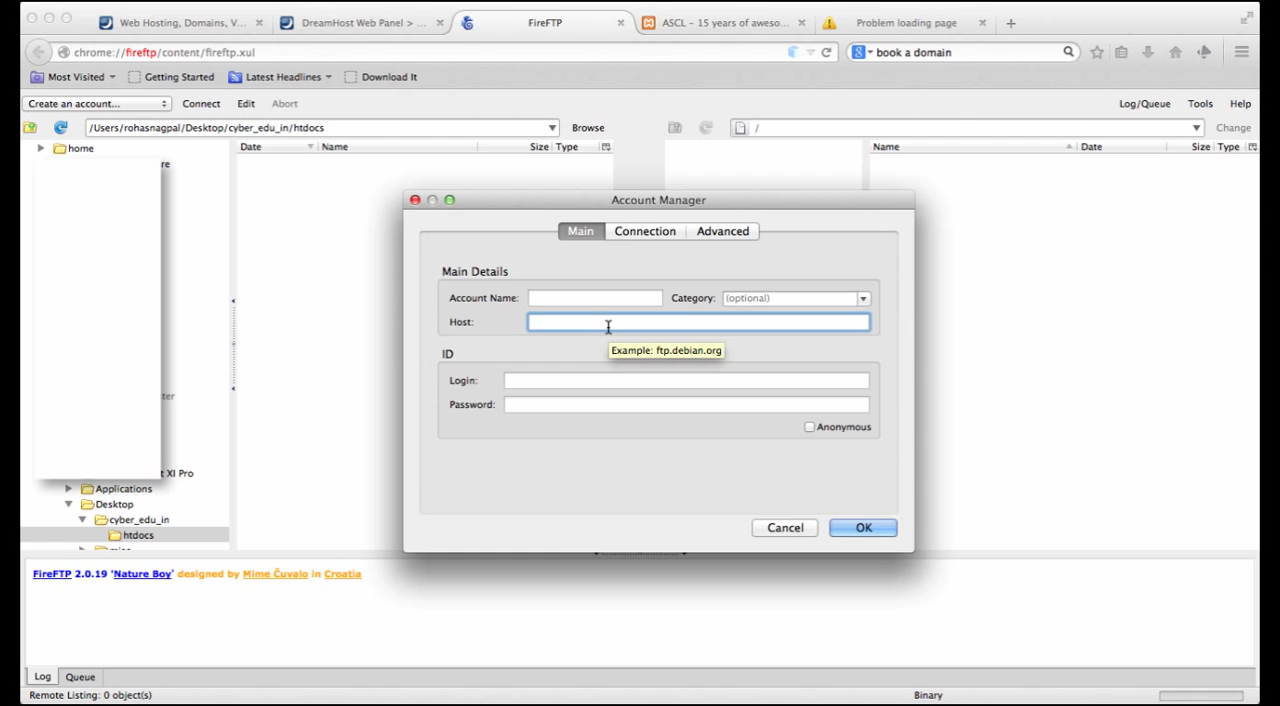 Web Hosting, Domains, V... × DreamHost Web Panel > ... × FireFTP × ASCL - 15 years of aweso... × Problem loading page × +
chrome://fireftp/content/fireftp.xul book a domain
Most Visited Getting Started Latest Headlines Download It
Create an account... Connect Edit Abort Log/Queue Tools Help
/Users/rohasnagpal/Desktop/cyber_edu_in/htdocs Browse / Change
home Date Name Size Type Name Date Size Type
re
Account Manager
Main Connection Advanced
Main Details
Account Name: Category: (optional)
Host:
Example: ftp.debian.org
ID
Login:
Password:
Anonymous
Cancel OK
ter
t XI Pro
Applications
Desktop
cyber_edu_in
htdocs
FireFTP 2.0.19 'Nature Boy' designed by Mime Čuvalo in Croatia
Log Queue
Remote Listing: 0 object(s) Binary